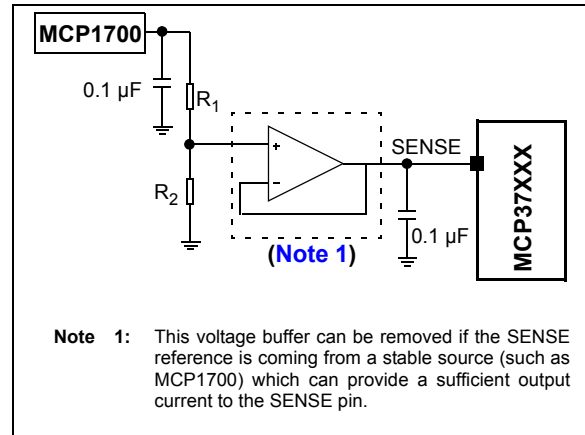 MCP1700
0.1 µF
R1
R2
+
–
SENSE
0.1 µF
MCP37XXX
(Note 1)
Note 1: This voltage buffer can be removed if the SENSE
reference is coming from a stable source (such as
MCP1700) which can provide a sufficient output
current to the SENSE pin.